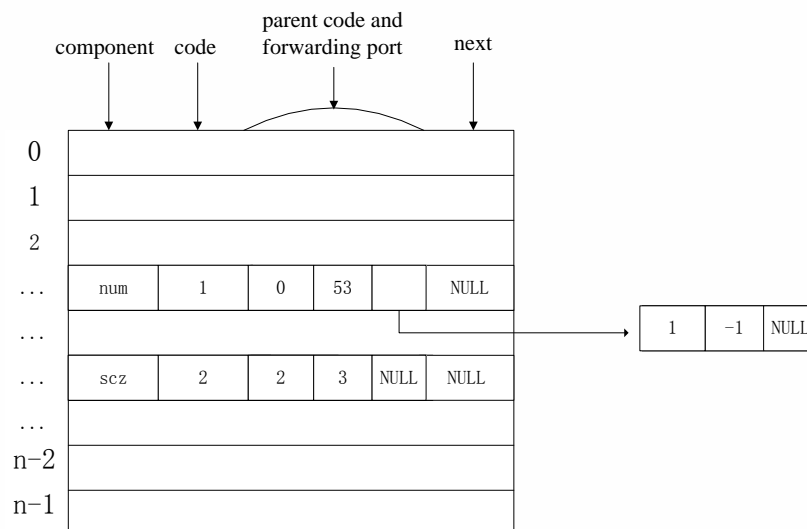 parent code and
forwarding port
component code next
0
1
2
... num 1 0 53 NULL
1 -1 NULL
...
... scz 2 2 3 NULL NULL
...
n-2
n-1